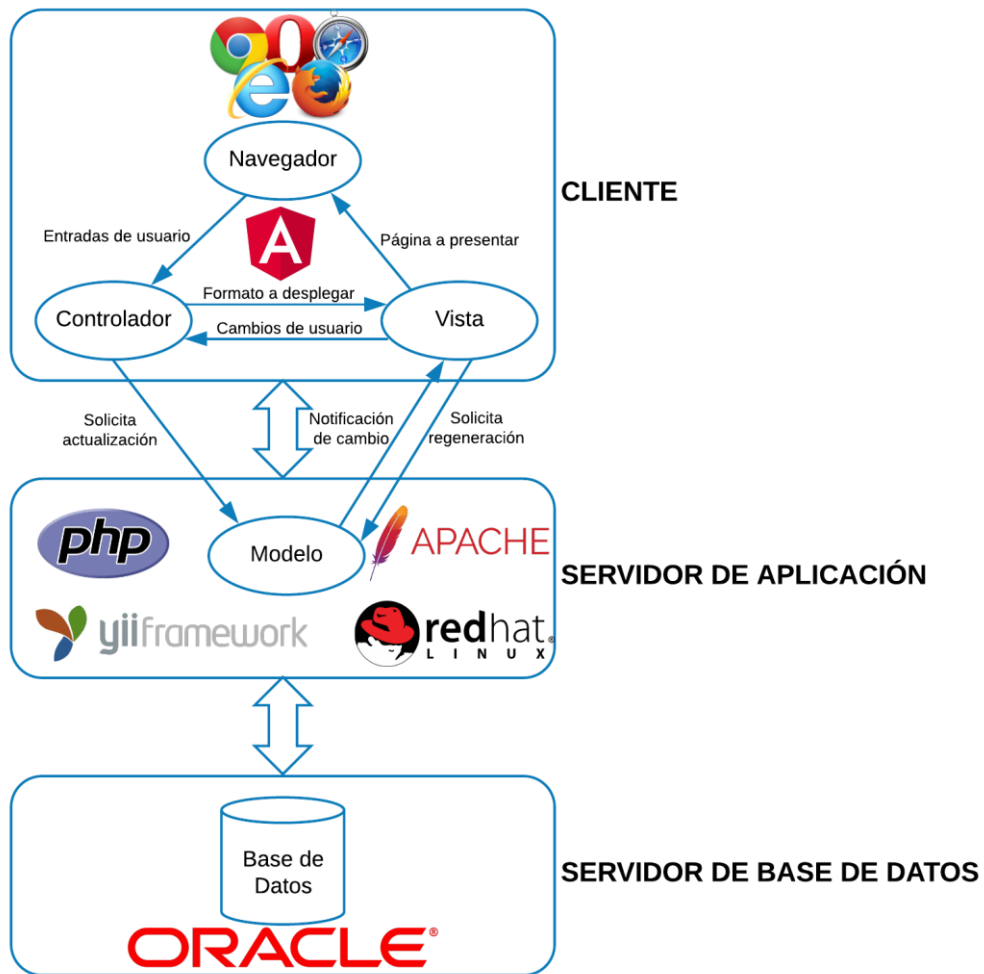 Navegador
CLIENTE
Entradas de usuario
Página a presentar
Formato a desplegar
Controlador
Vista
Cambios de usuario
Solicita
actualización
Notificación
de cambio
Solicita
regeneración
php
Modelo
APACHE
SERVIDOR DE APLICACIÓN
yiiframework
redhat®
LINUX
Base de
Datos
SERVIDOR DE BASE DE DATOS
ORACLE®